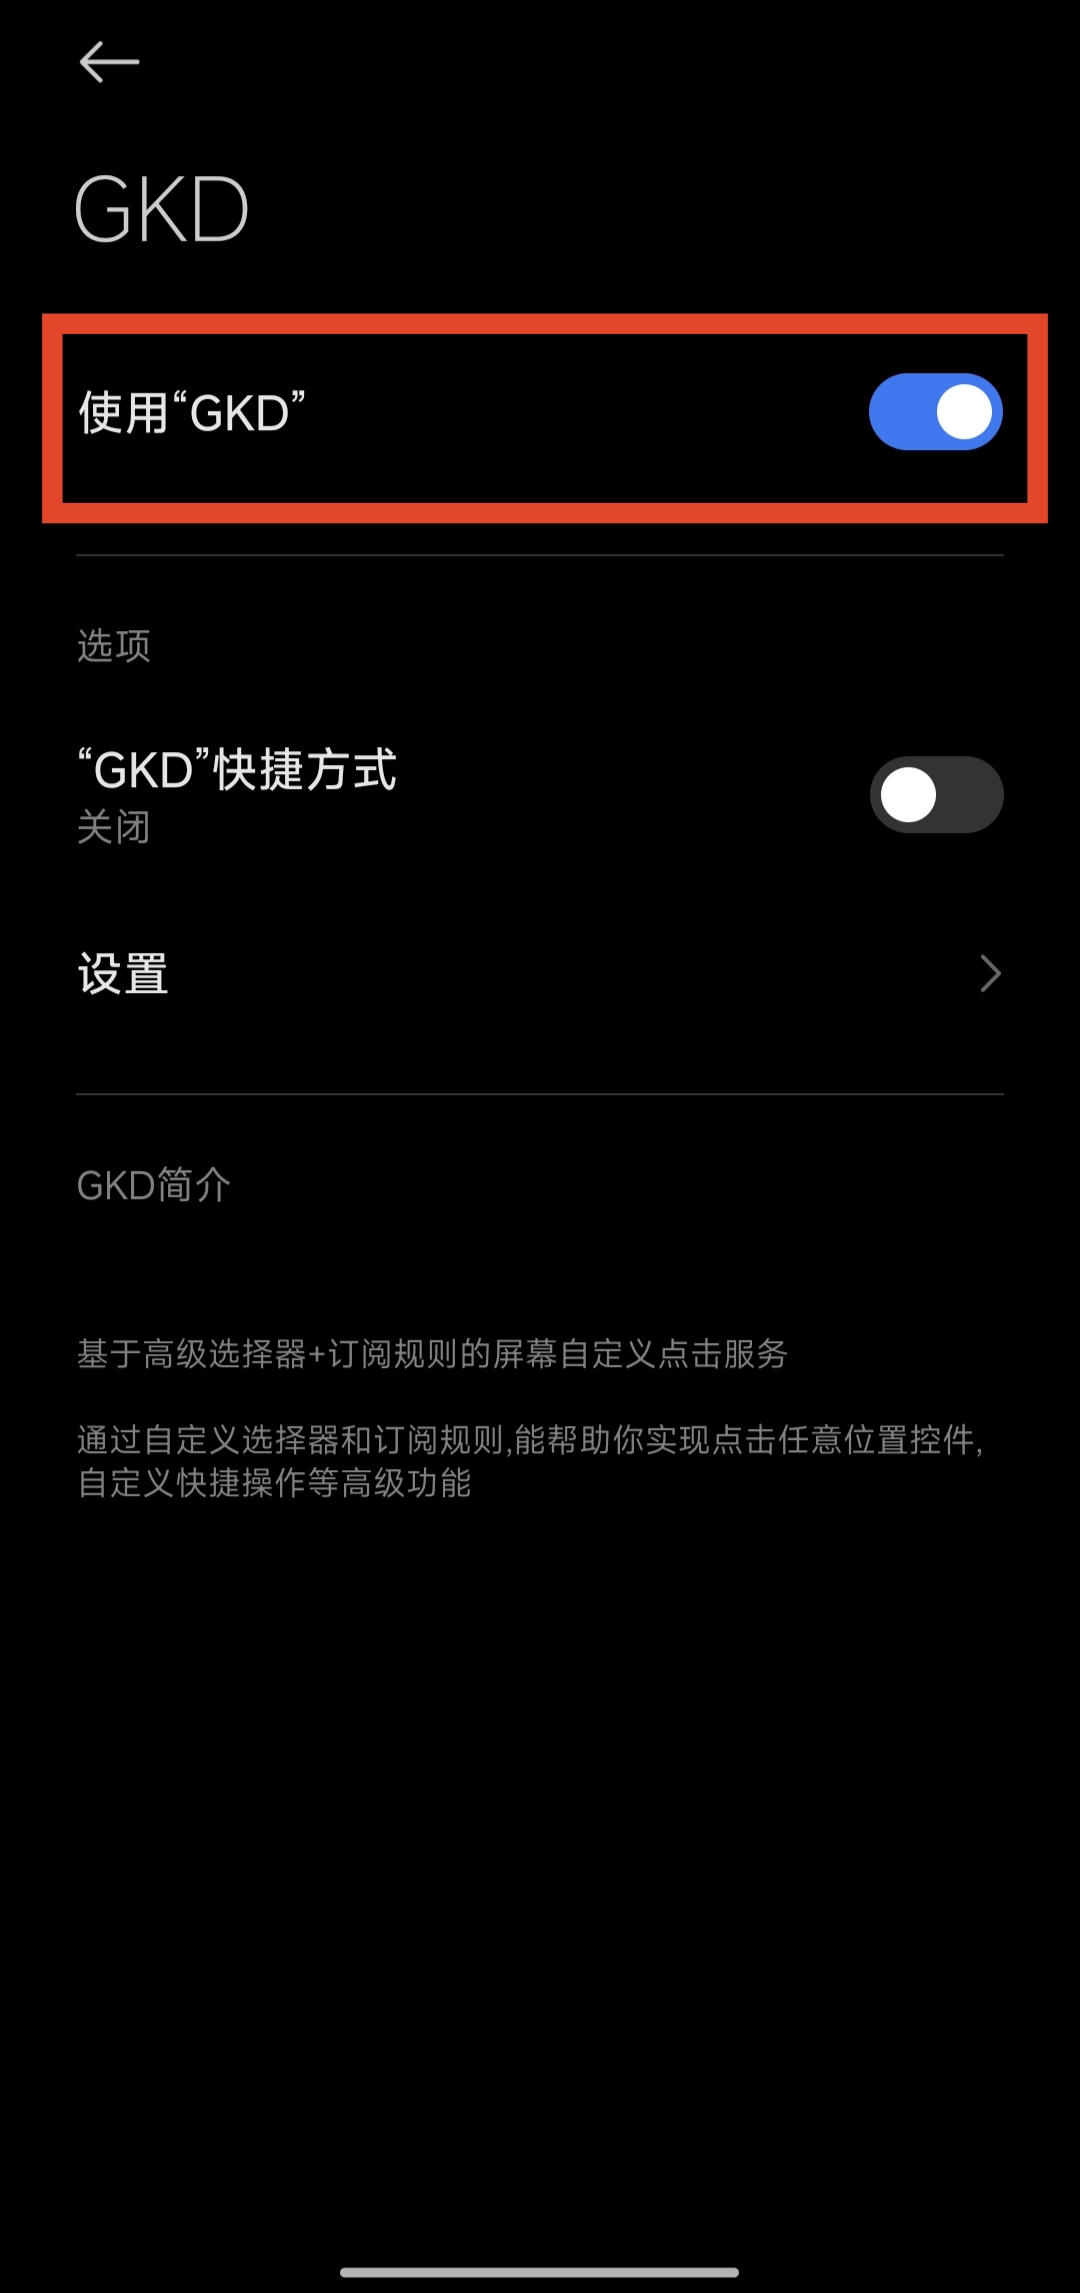 GKD
使用“GKD”
选项
“GKD”快捷方式
关闭
设置
GKD简介
基于高级选择器+订阅规则的屏幕自定义点击服务
通过自定义选择器和订阅规则,能帮助你实现点击任意位置控件,
自定义快捷操作等高级功能